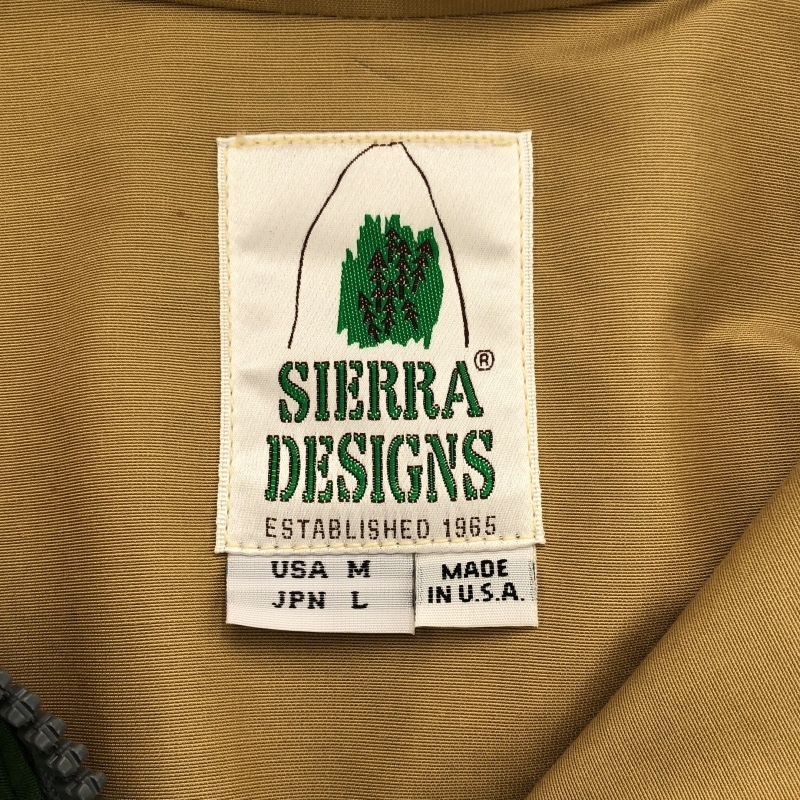 SIERRA®
DESIGNS
ESTABLISHED 1965
USA M
JPN L
MADE
IN U.S.A.